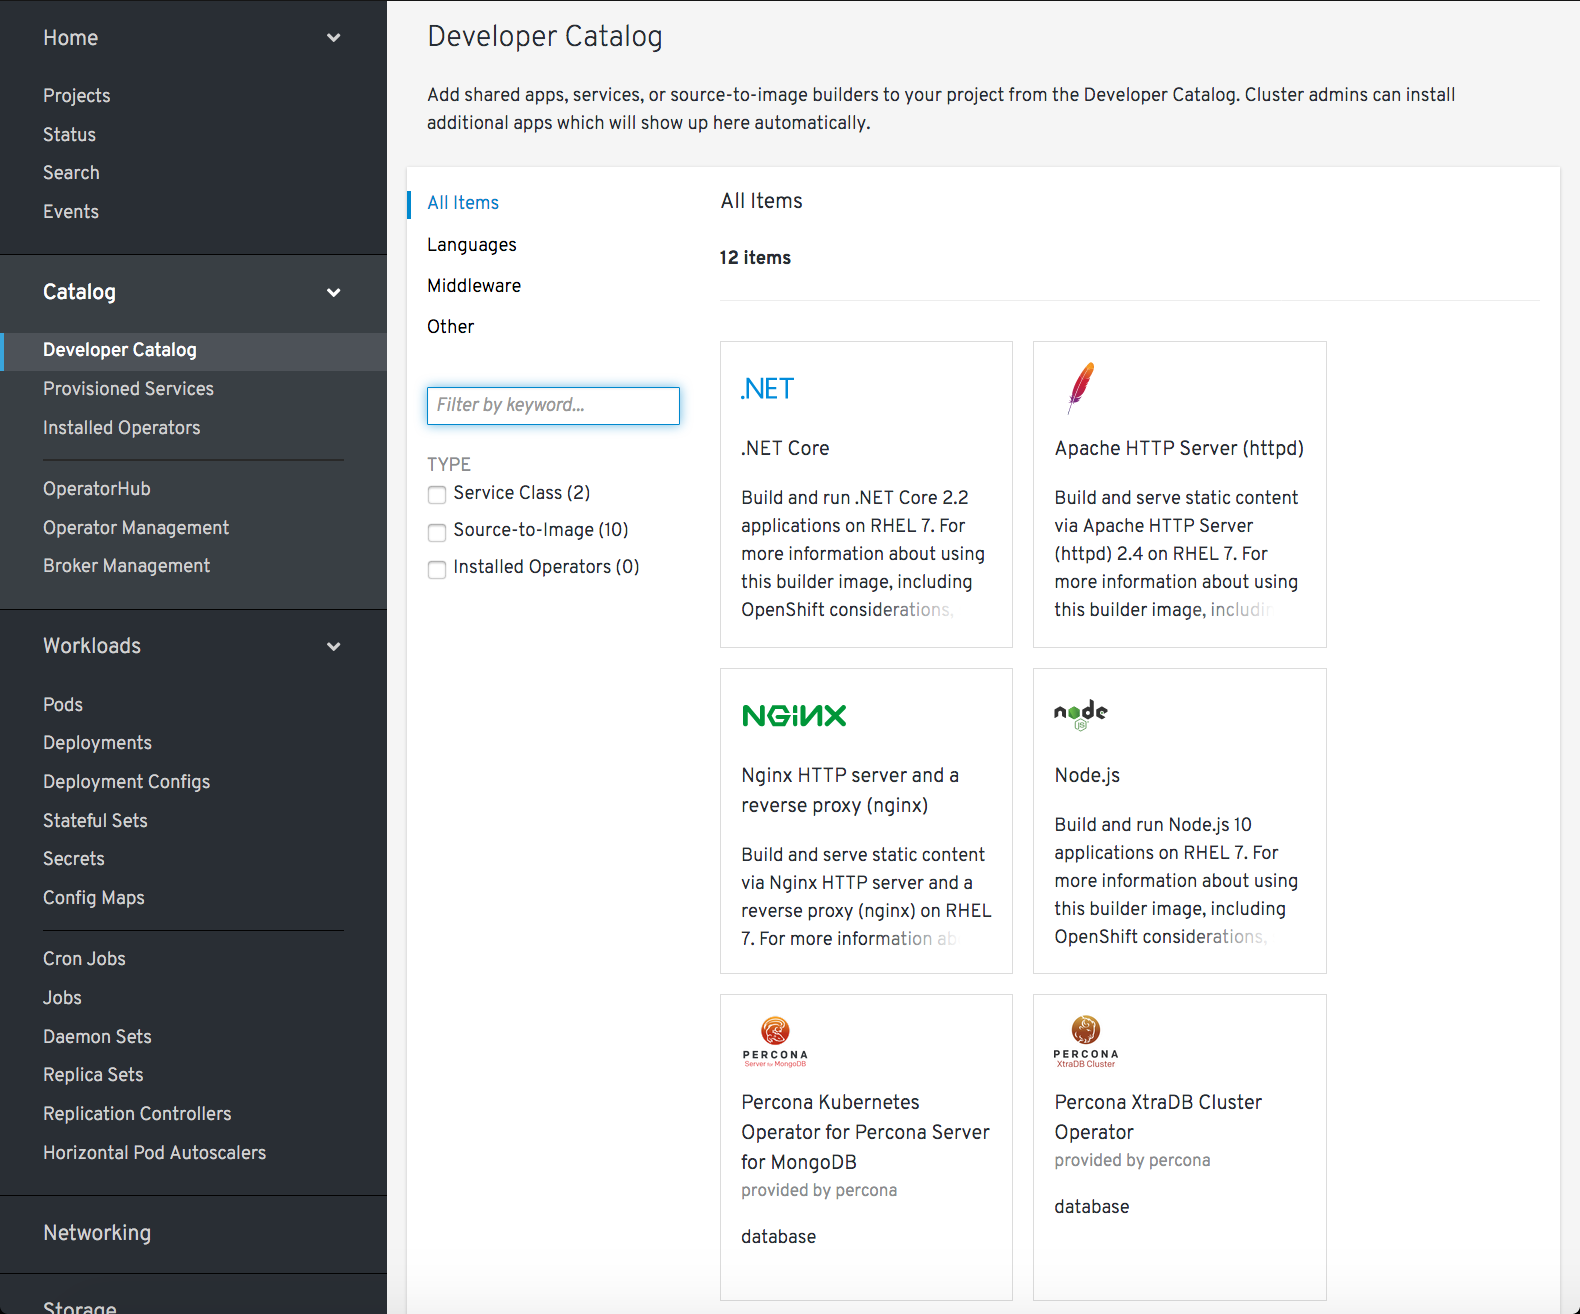 Home
Projects
Status
Search
Events
Catalog
Developer Catalog
Provisioned Services
Installed Operators
OperatorHub
Operator Management
Broker Management
Workloads
Pods
Deployments
Deployment Configs
Stateful Sets
Secrets
Config Maps
Cron Jobs
Jobs
Daemon Sets
Replica Sets
Replication Controllers
Horizontal Pod Autoscalers
Networking
Storage
Developer Catalog
Add shared apps, services, or source-to-image builders to your project from the Developer Catalog. Cluster admins can install
additional apps which will show up here automatically.
All Items
Languages
Middleware
Other
Filter by keyword...
TYPE
Service Class (2)
Source-to-Image (10)
Installed Operators (0)
All Items
12 items
.NET
.NET Core
Build and run .NET Core 2.2
applications on RHEL 7. For
more information about using
this builder image, including
OpenShift considerations,
Apache HTTP Server (httpd)
Build and serve static content
via Apache HTTP Server
(httpd) 2.4 on RHEL 7. For
more information about using
this builder image, includin
NGINX
Nginx HTTP server and a
reverse proxy (nginx)
Build and serve static content
via Nginx HTTP server and a
reverse proxy (nginx) on RHEL
7. For more information ab
node
JS
Node.js
Build and run Node.js 10
applications on RHEL 7. For
more information about using
this builder image, including
OpenShift considerations,
PERCONA
Server for MongoDB
Percona Kubernetes
Operator for Percona Server
for MongoDB
provided by percona
database
PERCONA
XtraDB Cluster
Percona XtraDB Cluster
Operator
provided by percona
database